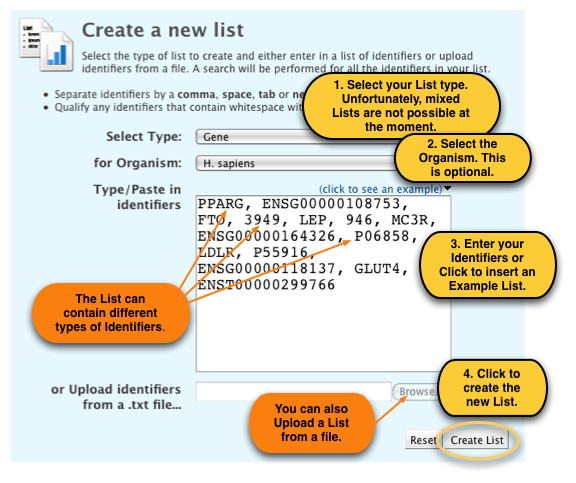 List
Create a new list
Select the type of list to create and either enter in a list of identifiers or upload
identifiers from a file. A search will be performed for all the identifiers in your list.
• Separate identifiers by a comma, space, tab or
• Qualify any identifiers that contain whitespace
1. Select your List type.
Unfortunately, mixed
Lists are not possible at
the moment.
Select Type:
Gene
2. Select the
Organism. This
is optional.
for Organism:
H. sapiens
Type/Paste in
identifiers
(click to see an example)
PPARG, ENSG00000108753,
FTO, 3949, LEP, 946, MC3R,
ENSG00000164326, P06858,
LDLR, P55916,
ENSG00000118137, GLUT4,
ENST00000299766
3. Enter your
Identifiers or
Click to insert an
Example List.
The List can
contain different
types of Identifiers.
or Upload identifiers
from a .txt file...
Browse
4. Click to
create the
new List.
You can also
Upload a List
from a file.
Reset
Create List